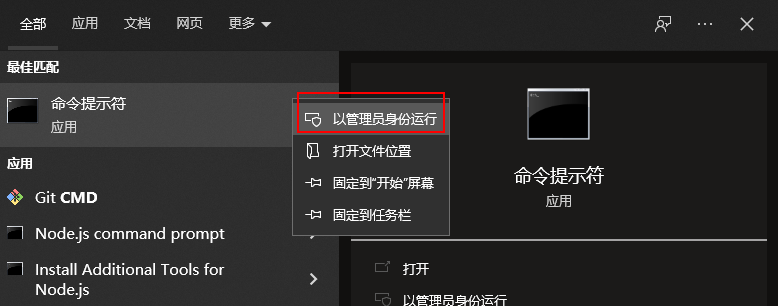 全部 应用 文档 网页 更多
最佳匹配
命令提示符
应用
以管理员身份运行
打开文件位置
固定到“开始”屏幕
固定到任务栏
应用
Git CMD
Node.js command prompt
Install Additional Tools for
Node.js
命令提示符
应用
打开
以管理员身份运行